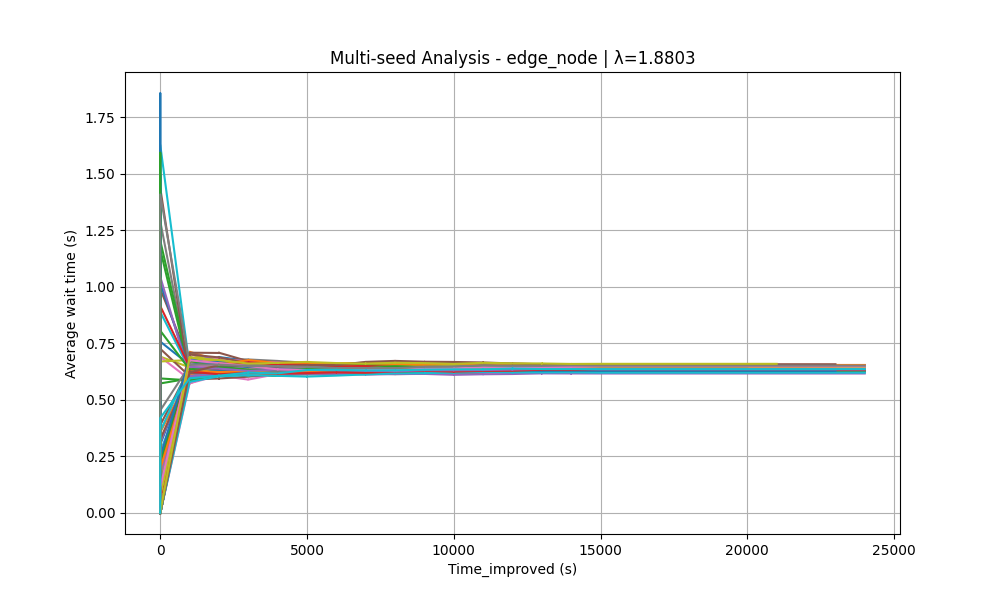 Multi-seed Analysis - edge_node | λ=1.8803
Average wait time (s)
1.75
1.50
1.25
1.00
0.75
0.50
0.25
0.00
0 5000 10000 15000 20000 25000
Time_improved (s)